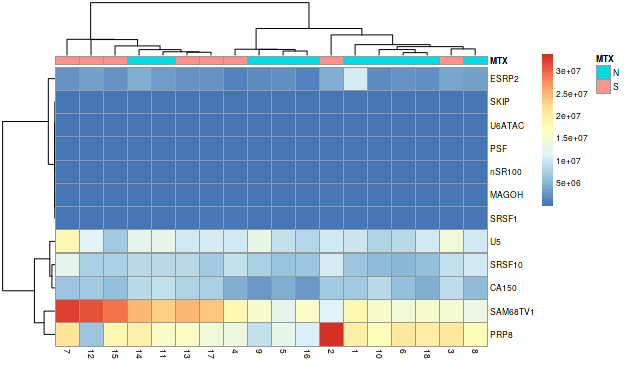 MTX
ESRP2
SKIP
U6ATAC
PSF
nSR100
MAGOH
SRSF1
U5
SRSF10
CA150
SAM68TV1
PRP8
7 12 15 14 11 13 17 4 9 5 16 2 1 10 6 18 3 8
3e+07
2.5e+07
2e+07
1.5e+07
1e+07
5e+06
MTX
N
S